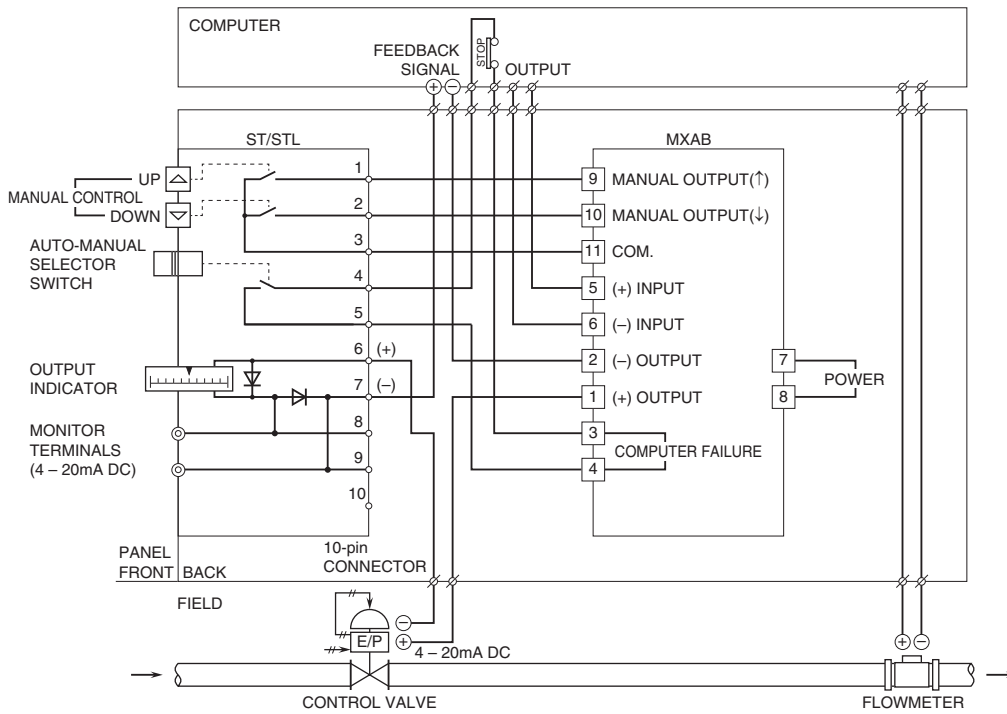 COMPUTER
FEEDBACK
SIGNAL
STOP
OUTPUT
ST/STL
MXAB
UP
MANUAL CONTROL
DOWN
AUTO-MANUAL
SELECTOR
SWITCH
OUTPUT
INDICATOR
MONITOR
TERMINALS
(4 – 20mA DC)
1
2
3
4
5
6 (+)
7 (–)
8
9
10
10-pin
CONNECTOR
9 MANUAL OUTPUT(↑)
10 MANUAL OUTPUT(↓)
11 COM.
5 (+) INPUT
6 (–) INPUT
2 (–) OUTPUT
1 (+) OUTPUT
3
COMPUTER FAILURE
4
7
POWER
8
PANEL
FRONT BACK
FIELD
E/P
4 – 20mA DC
CONTROL VALVE
FLOWMETER